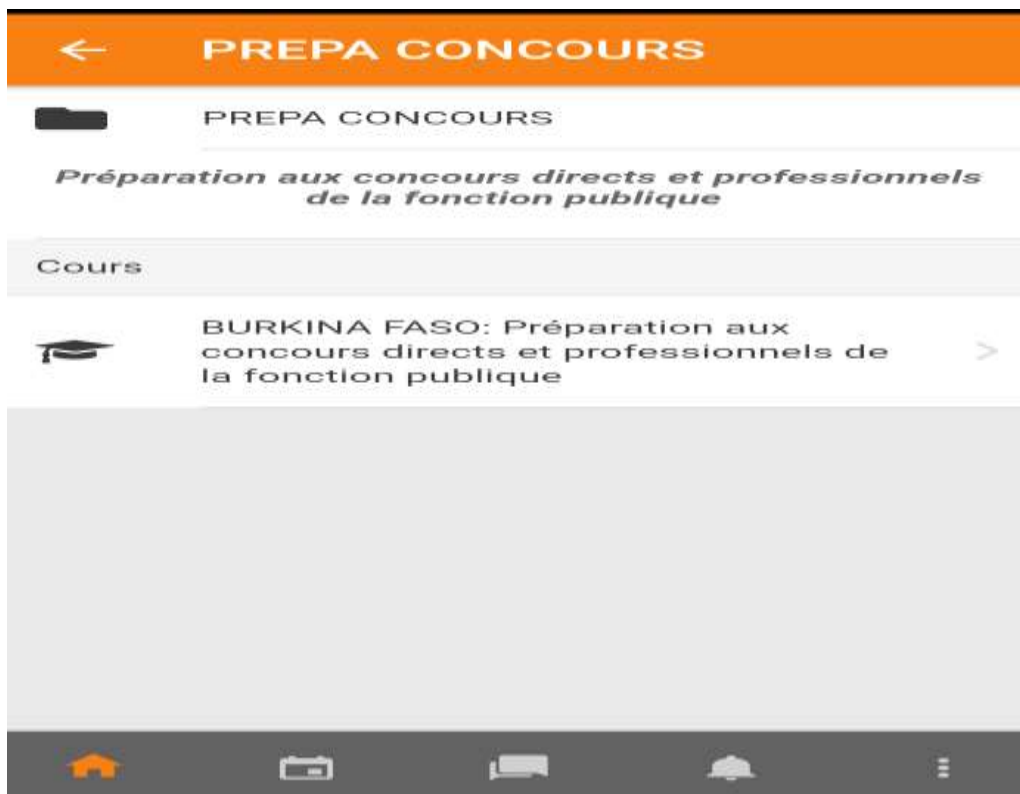 PREPA CONCOURS
PREPA CONCOURS
Préparation aux concours directs et professionnels
de la fonction publique
Cours
BURKINA FASO: Préparation aux
concours directs et professionnels de
la fonction publique